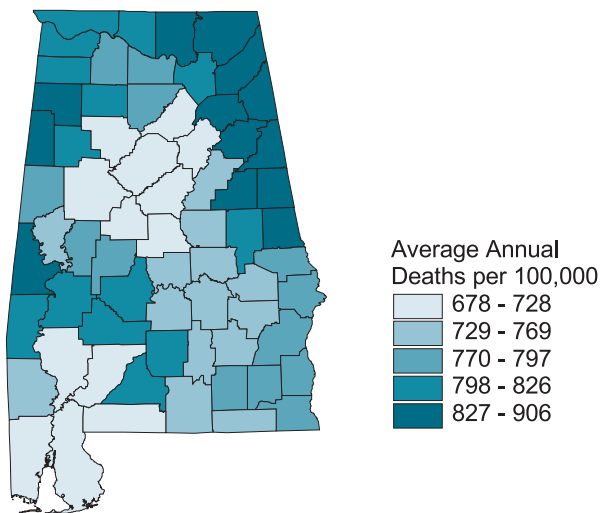 Average Annual
Deaths per 100,000
678 - 728
729 - 769
770 - 797
798 - 826
827 - 906